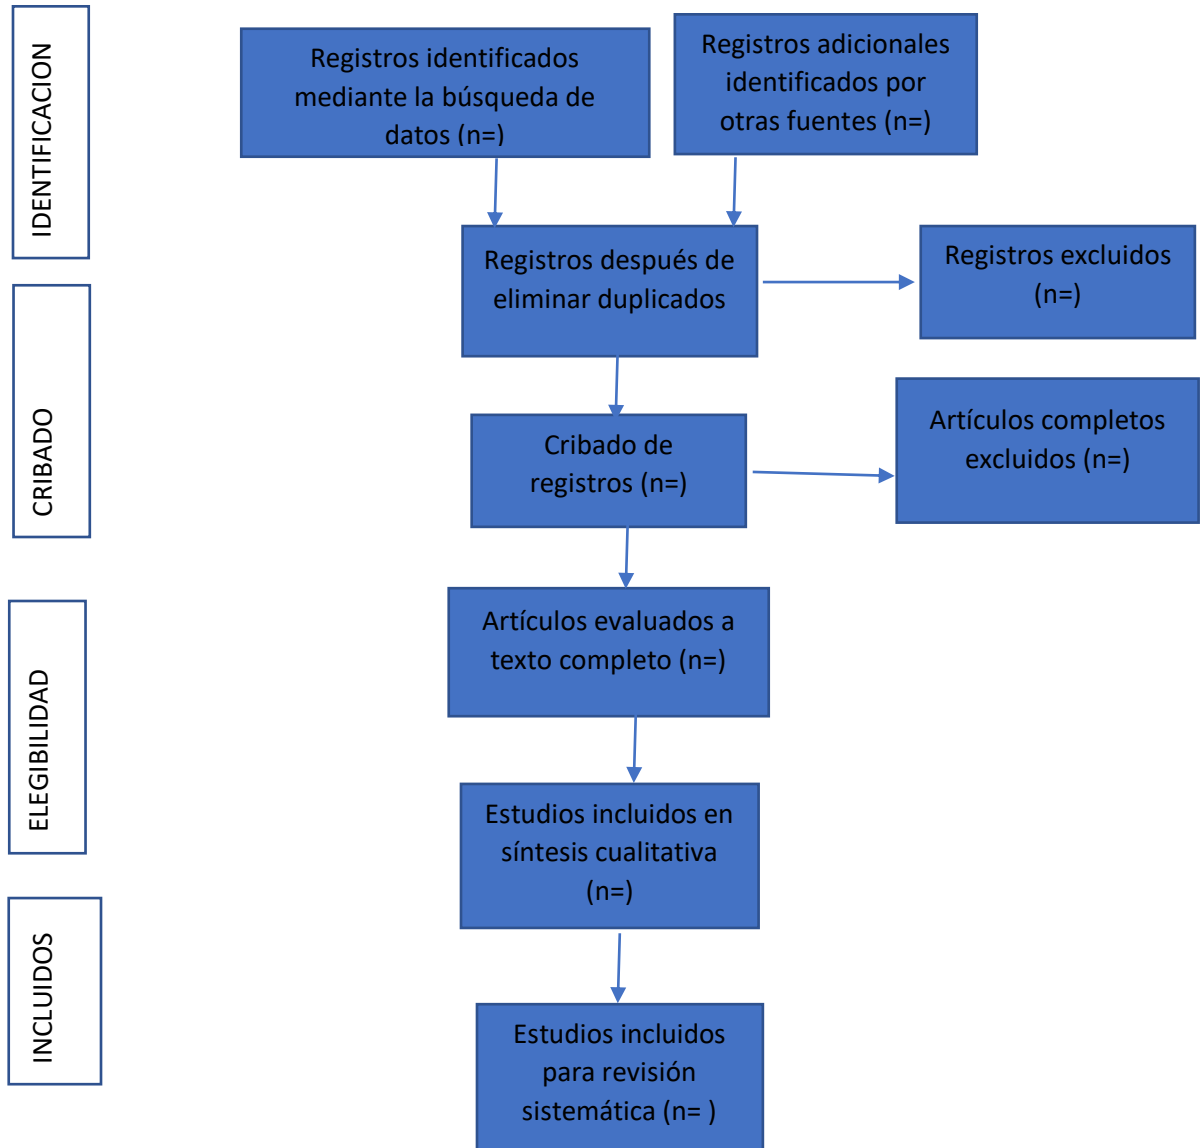 IDENTIFICACION
Registros identificados
mediante la búsqueda de
datos (n=)
Registros adicionales
identificados por
otras fuentes (n=)
Registros después de
eliminar duplicados
Registros excluidos
(n=)
CRIBADO
Cribado de
registros (n=)
Artículos completos
excluidos (n=)
ELEGIBILIDAD
Artículos evaluados a
texto completo (n=)
Estudios incluidos en
síntesis cualitativa
(n=)
INCLUIDOS
Estudios incluidos
para revisión
sistemática (n= )